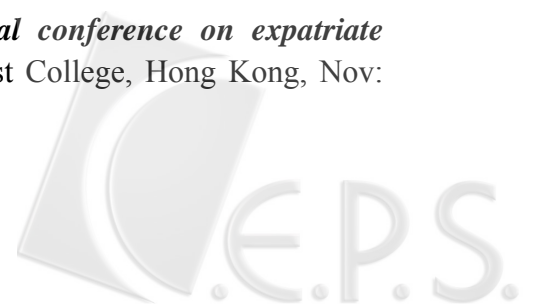 al conference on expatriate
st College, Hong Kong, Nov:
C.E.P.S.